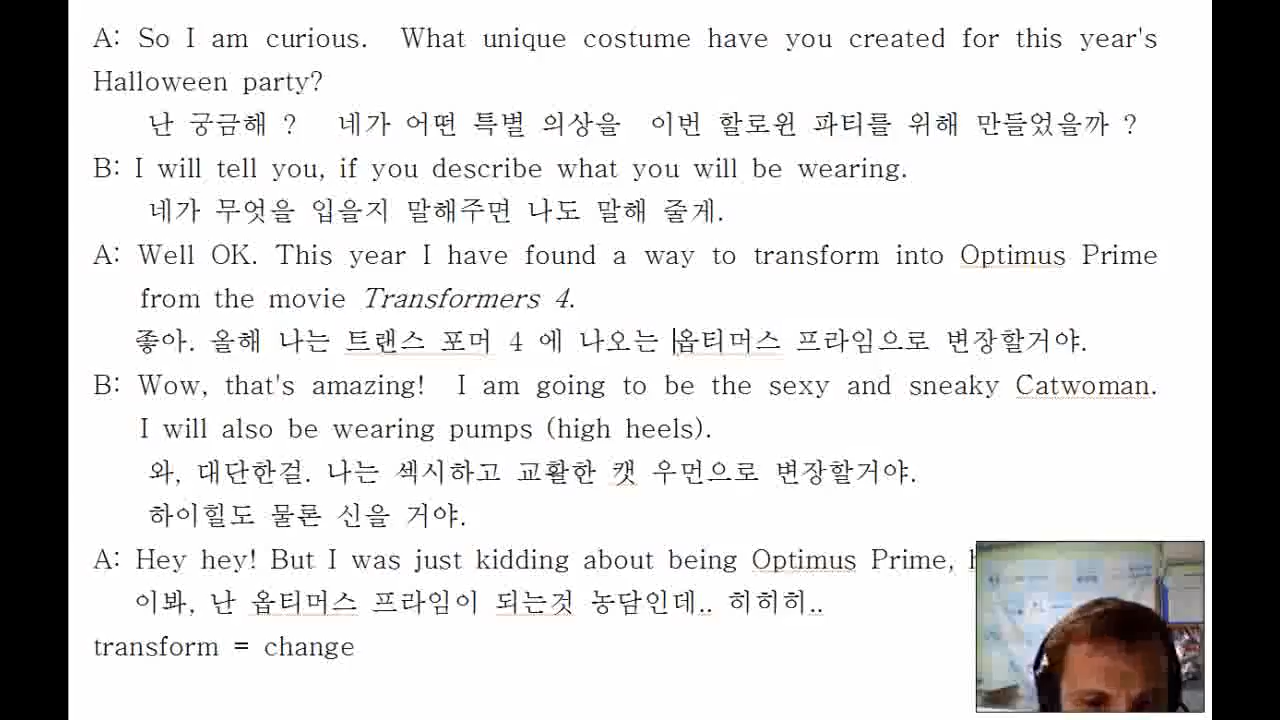 A: So I am curious. What unique costume have you created for this year's
Halloween party?
난 궁금해 ? 네가 어떤 특별 의상을 이번 할로윈 파티를 위해 만들었을까 ?
B: I will tell you, if you describe what you will be wearing.
네가 무엇을 입을지 말해주면 나도 말해 줄게.
A: Well OK. This year I have found a way to transform into Optimus Prime
from the movie Transformers 4.
좋아. 올해 나는 트랜스 포머 4 에 나오는 옵티머스 프라임으로 변장할거야.
B: Wow, that's amazing! I am going to be the sexy and sneaky Catwoman.
I will also be wearing pumps (high heels).
와, 대단한걸. 나는 섹시하고 교활한 캣 우먼으로 변장할거야.
하이힐도 물론 신을 거야.
A: Hey hey! But I was just kidding about being Optimus Prime,
이봐, 난 옵티머스 프라임이 되는것 농담인데.. 히히히..
transform = change